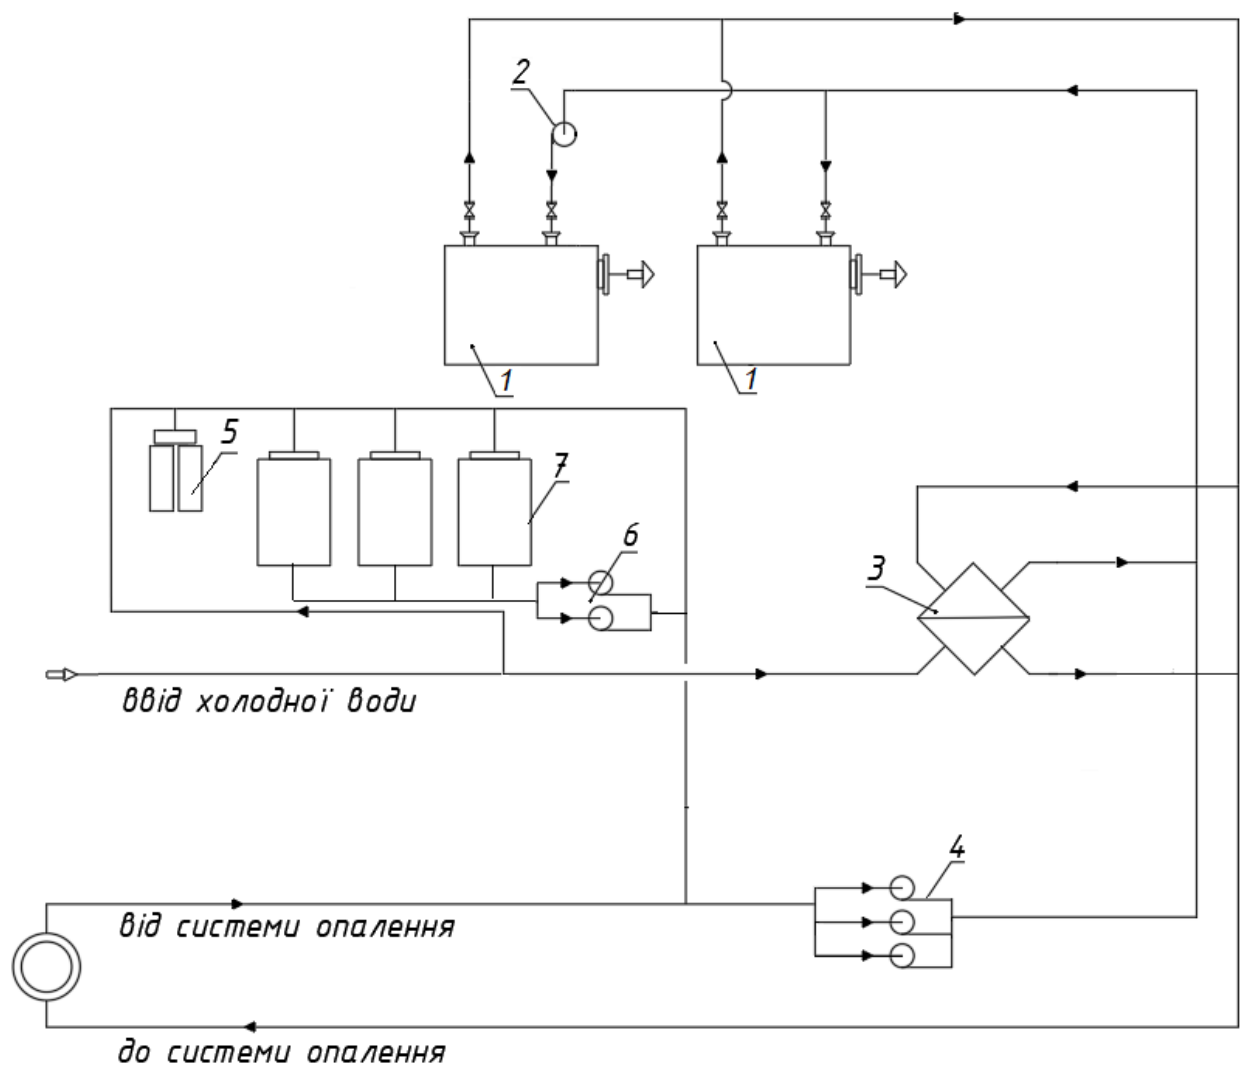 2
1
1
5
7
6
3
ввід холодної води
4
від системи опалення
до системи опалення